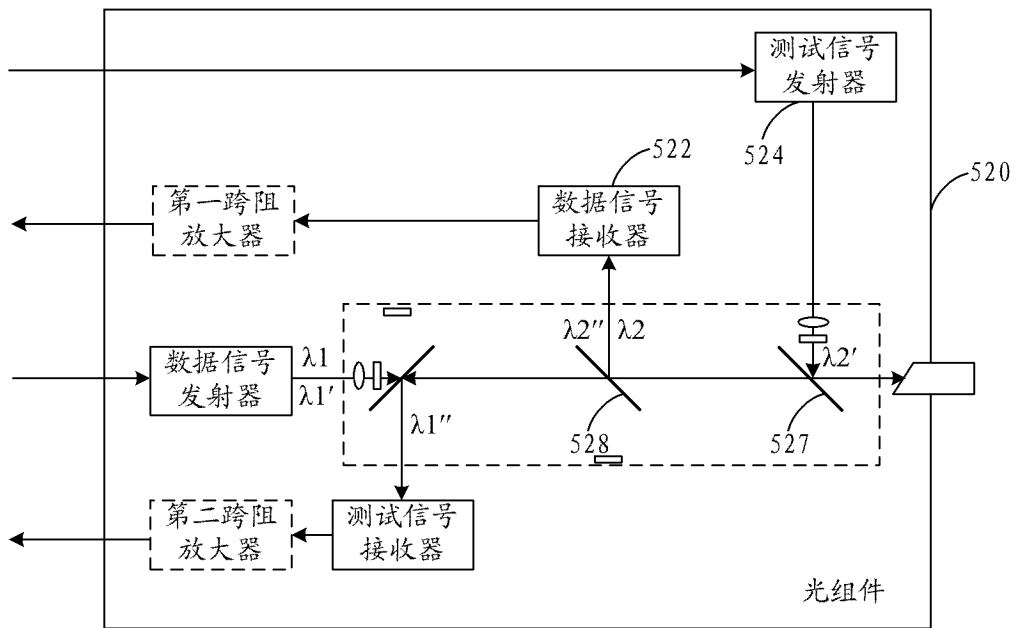 测试信号
发射器
524
522
520
第一跨阻
放大器
数据信号
接收器
λ2″ λ2
λ2′
数据信号
发射器
λ1
λ1′
λ1″
528
527
第二跨阻
放大器
测试信号
接收器
光组件